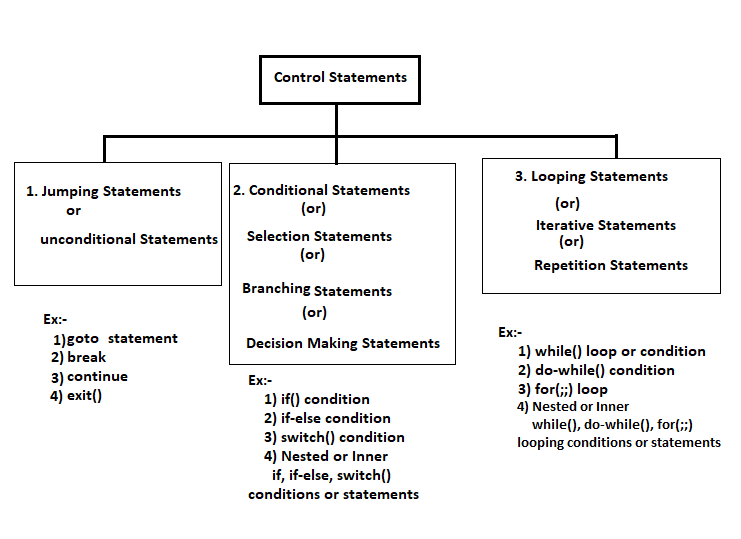 Control Statements
1. Jumping Statements
or
unconditional Statements
Ex:-
1)goto statement
2) break
3) continue
4) exit()
2. Conditional Statements
(or)
Selection Statements
(or)
Branching Statements
(or)
Decision Making Statements
Ex:-
1) if() condition
2) if-else condition
3) switch() condition
4) Nested or Inner
if, if-else, switch()
conditions or statements
3. Looping Statements
(or)
Iterative Statements
(or)
Repetition Statements
Ex:-
1) while() loop or condition
2) do-while() condition
3) for(;;) loop
4) Nested or Inner
while(), do-while(), for(;;)
looping conditions or statements